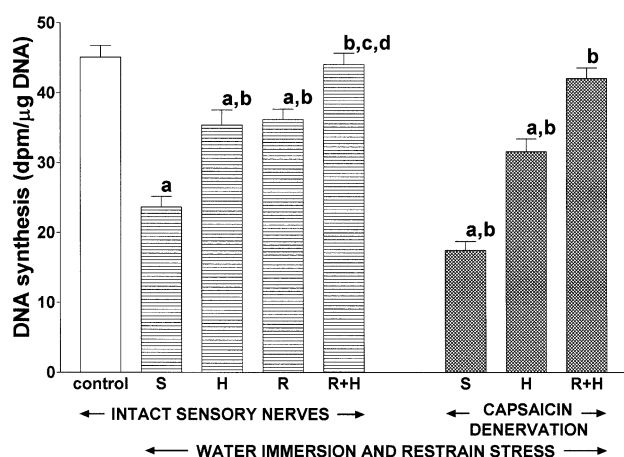 DNA synthesis (dpm/µg DNA)
50
40
30
20
10
0
a
a,b
a,b
b,c,d
a,b
a,b
b
control S H R R+H S H R+H
INTACT SENSORY NERVES
CAPSAICIN
DENERVATION
WATER IMMERSION AND RESTRAIN STRESS